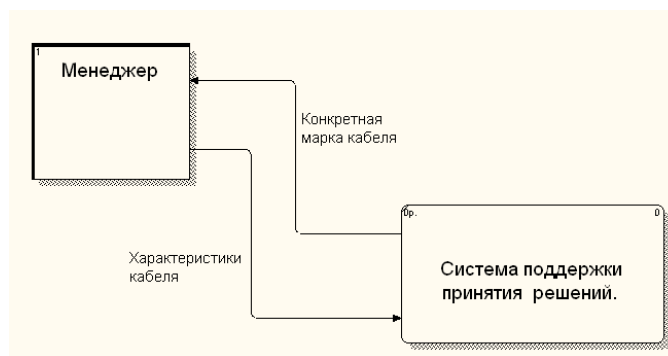 1
Менеджер
Конкретная
марка кабеля
Характеристики
кабеля
0р. 0
Система поддержки
принятия решений.